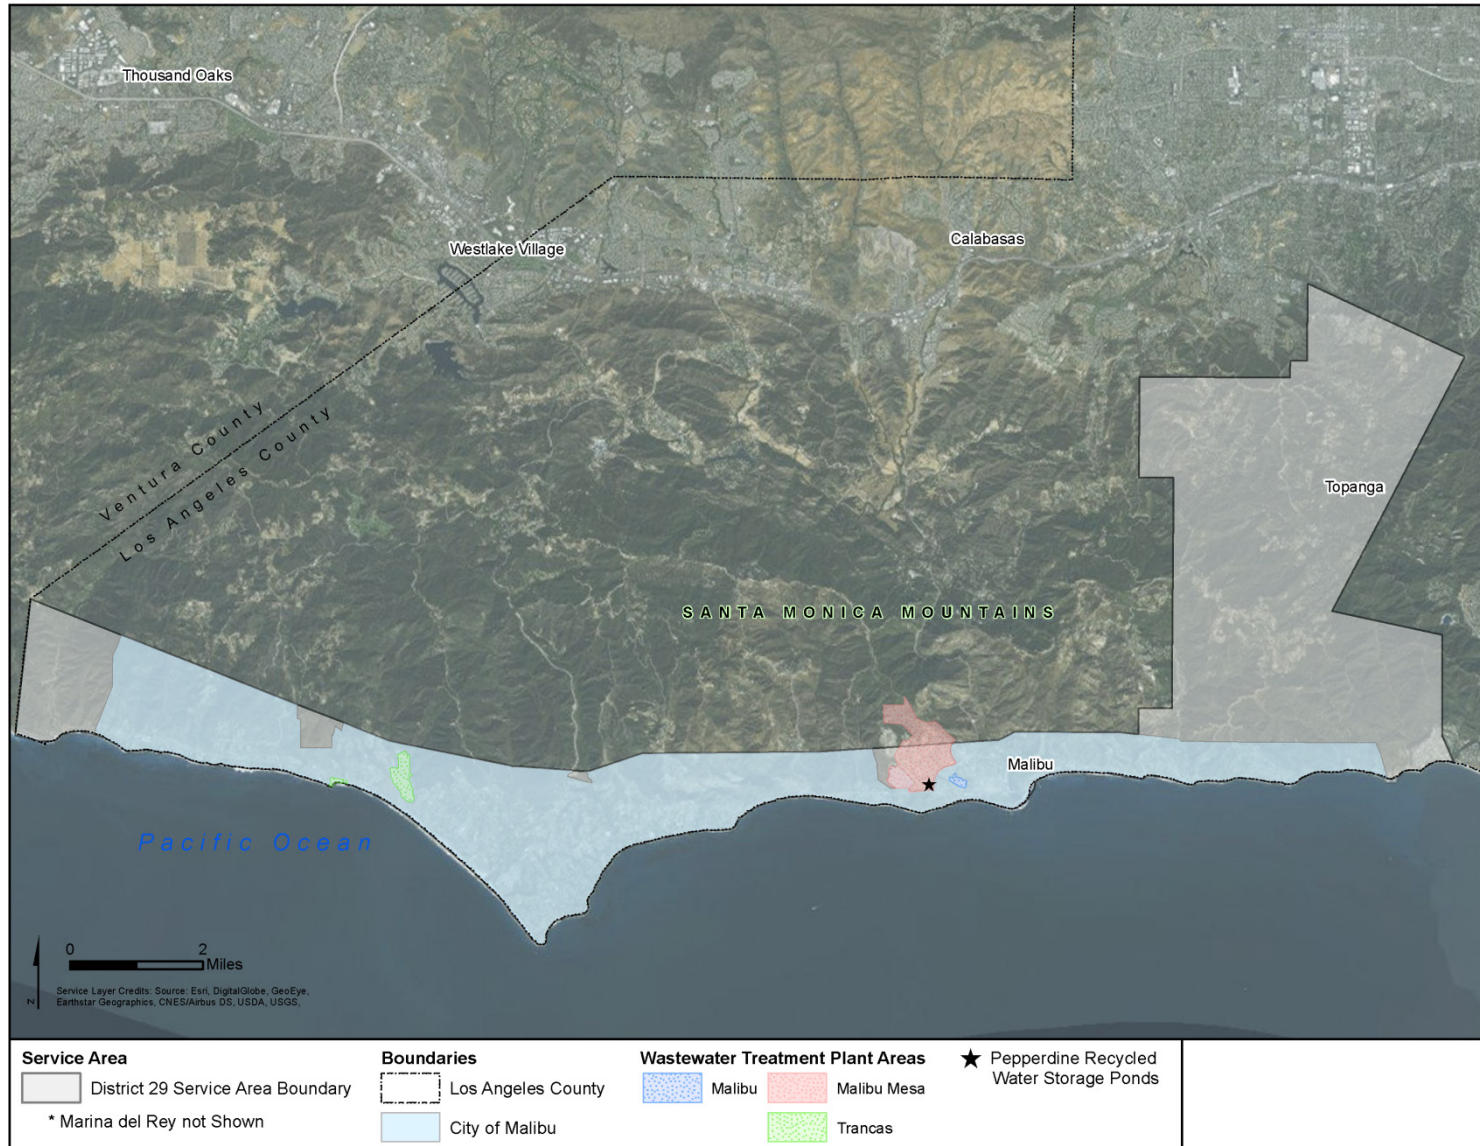 Thousand Oaks
Westlake Village
Calabasas
Ventura County
Los Angeles County
Topanga
SANTA MONICA MOUNTAINS
Malibu
Pacific Ocean
0 2
Miles
N
Service Layer Credits: Source: Esri, DigitalGlobe, GeoEye,
Earthstar Geographics, CNES/Airbus DS, USDA, USGS,
Service Area
District 29 Service Area Boundary
* Marina del Rey not Shown
Boundaries
Los Angeles County
City of Malibu
Wastewater Treatment Plant Areas
Malibu
Malibu Mesa
Trancas
Pepperdine Recycled
Water Storage Ponds